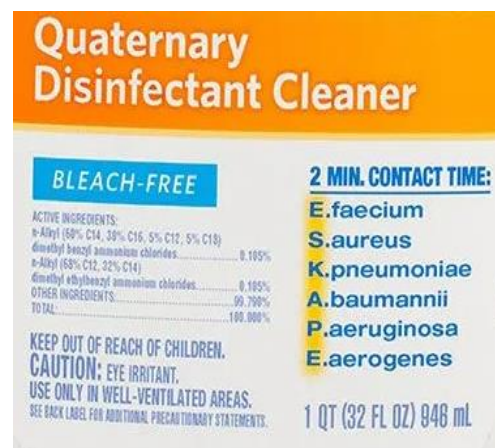 Quaternary
Disinfectant Cleaner
BLEACH-FREE
ACTIVE INGREDIENTS:
n-Alkyl (60% C14, 30% C16, 5% C12, 5% C18)
dimethyl benzyl ammonium chlorides 0.105%
n-Alkyl (68% C12, 32% C14)
dimethyl ethylbenzyl ammonium chlorides 0.105%
OTHER INGREDIENTS 99.790%
TOTAL: 100.000%
KEEP OUT OF REACH OF CHILDREN.
CAUTION: EYE IRRITANT.
USE ONLY IN WELL-VENTILATED AREAS.
SEE BACK LABEL FOR ADDITIONAL PRECAUTIONARY STATEMENTS.
2 MIN. CONTACT TIME:
E.faecium
S.aureus
K.pneumoniae
A.baumannii
P.aeruginosa
E.aerogenes
1 QT (32 FL OZ) 946 mL